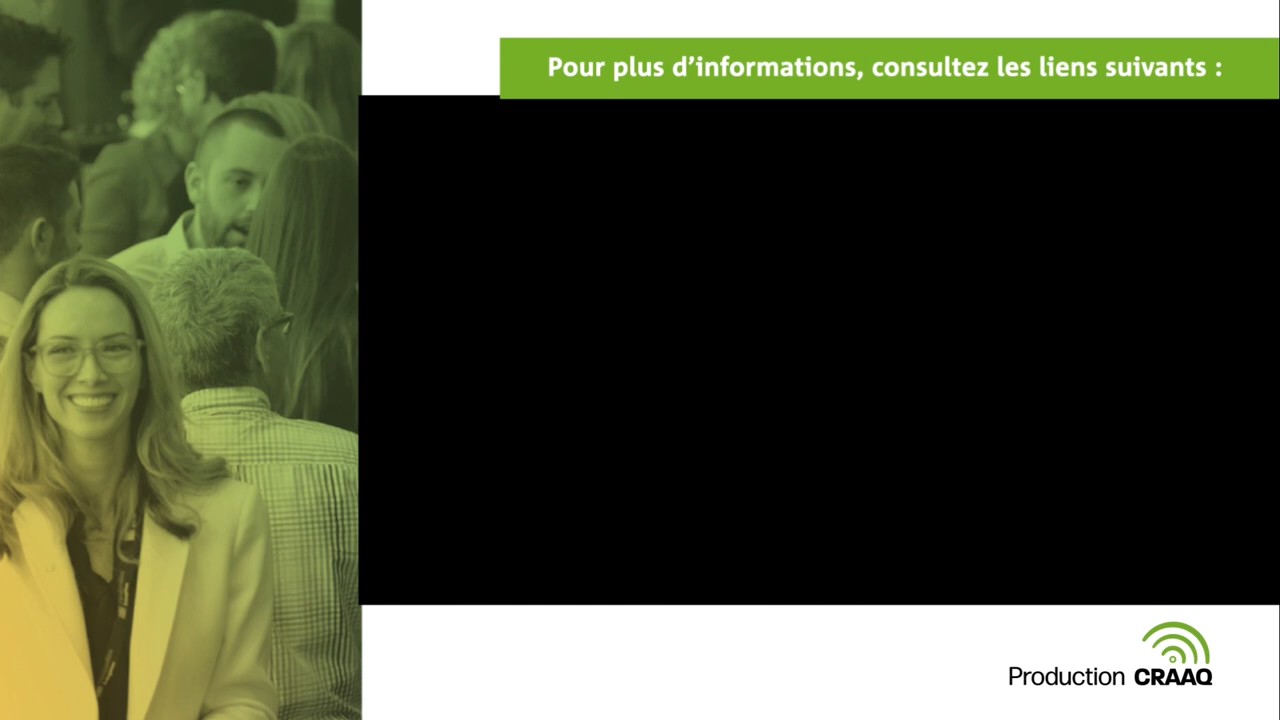 Pour plus d’informations, consultez les liens suivants :
Production CRAAQ